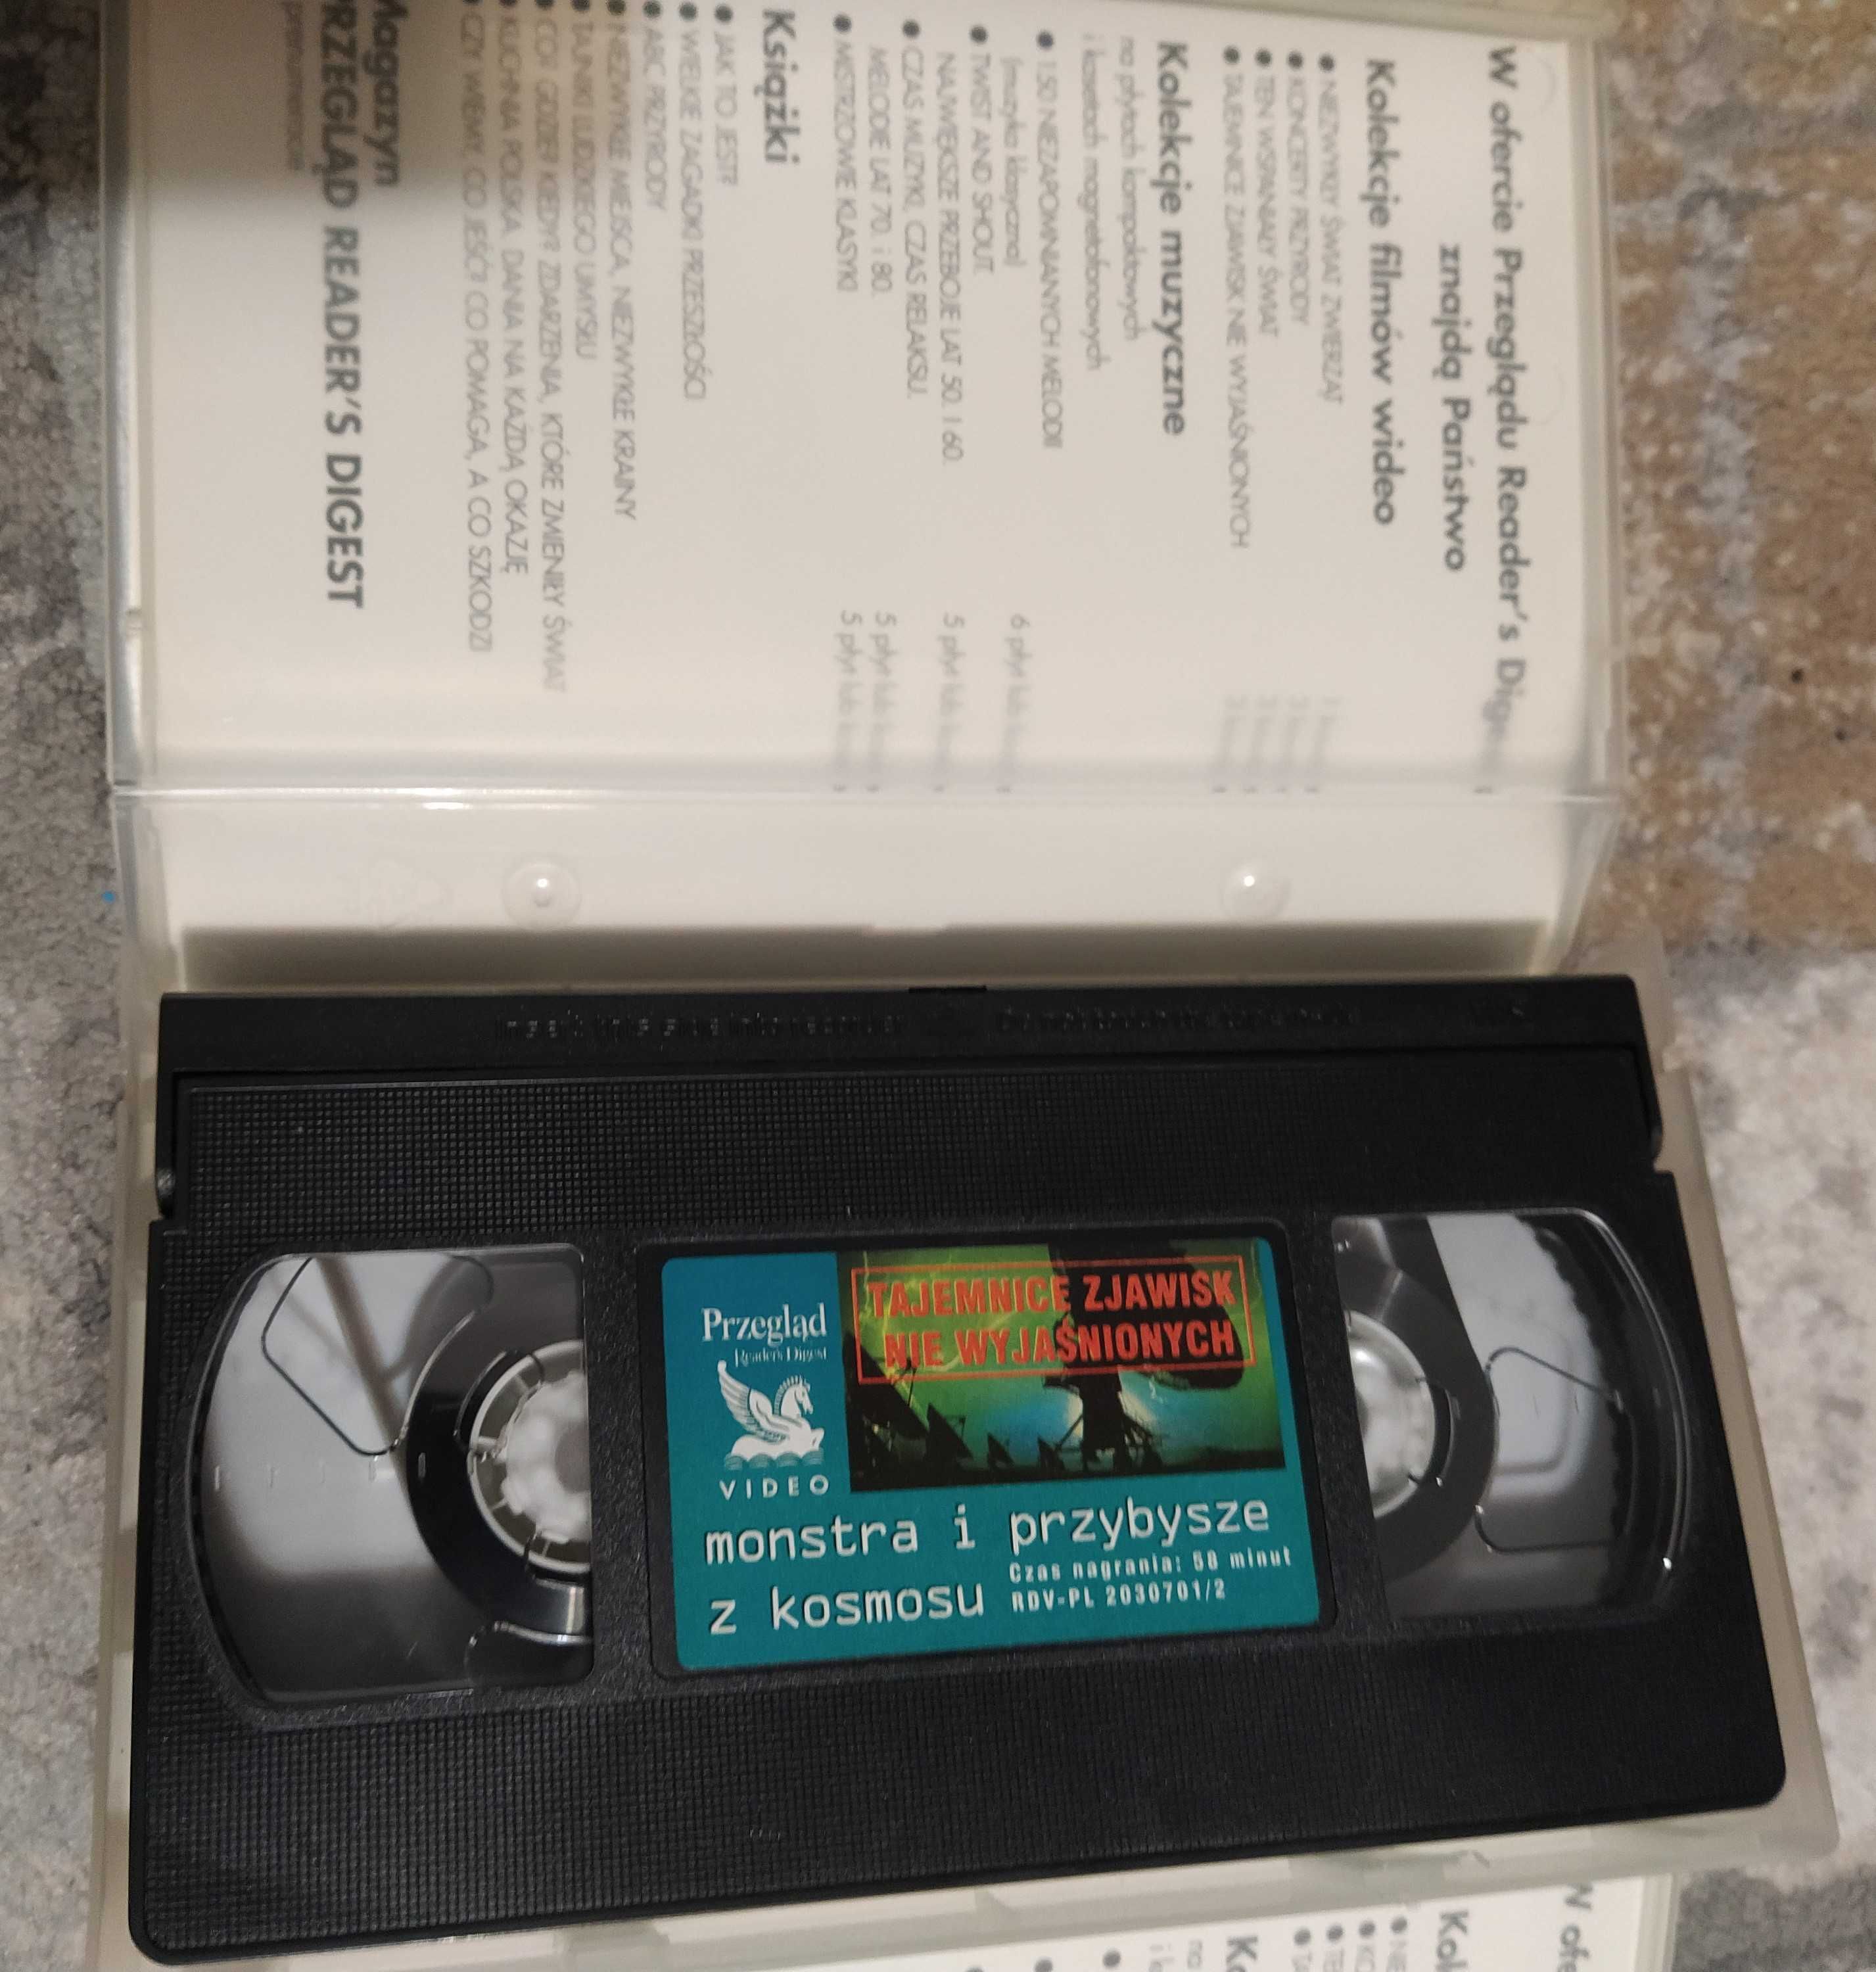 W ofercie Przeglądu Reader's
znajdą Państwo
Kolekcje filmów wideo
● NIEZWYKŁY ŚWIAT ZWIERZĄT
● KONCERTY PRZYRODY
● TEN WSPANIAŁY ŚWIAT
● TAJEMNICE ZJAWISK NIE WYJAŚNIONYCH
Kolekcje muzyczne
na płytach kompaktowych
i kasetach magnetofonowych
● 150 NIEZAPOMNIANYCH MELODII
(muzyka klasyczna) 6 płyt lub
● TWIST AND SHOUT.
NAJWIĘKSZE PRZEBOJE LAT 50. I 60. 5 płyt lub
● CZAS MUZYKI, CZAS RELAKSU.
MELODIE LAT 70. i 80. 5 płyt lub
● MISTRZOWIE KLASYKI 5 płyt lub
Książki
● JAK TO JEST?
● WIELKIE ZAGADKI PRZESZŁOŚCI
● ABC PRZYRODY
● NIEZWYKŁE MIEJSCA, NIEZWYKŁE KRAINY
● TAJNIKI LUDZKIEGO UMYSŁU
● CO? GDZIE? KIEDY? ZDARZENIA, KTÓRE ZMIENIŁY ŚWIAT
● KUCHNIA POLSKA. DANIA NA KAŻDĄ OKAZJĘ
● CZY WIEMY, CO JEŚĆ? CO POMAGA, A CO SZKODZI
Magazyn
PRZEGLĄD READER'S DIGEST
Przegląd
Reader's Digest
VIDEO
TAJEMNICE ZJAWISK
NIE WYJAŚNIONYCH
monstra i przybysze
z kosmosu
Czas nagrania: 58 minut
RDV-PL 2030701/2
W ofe